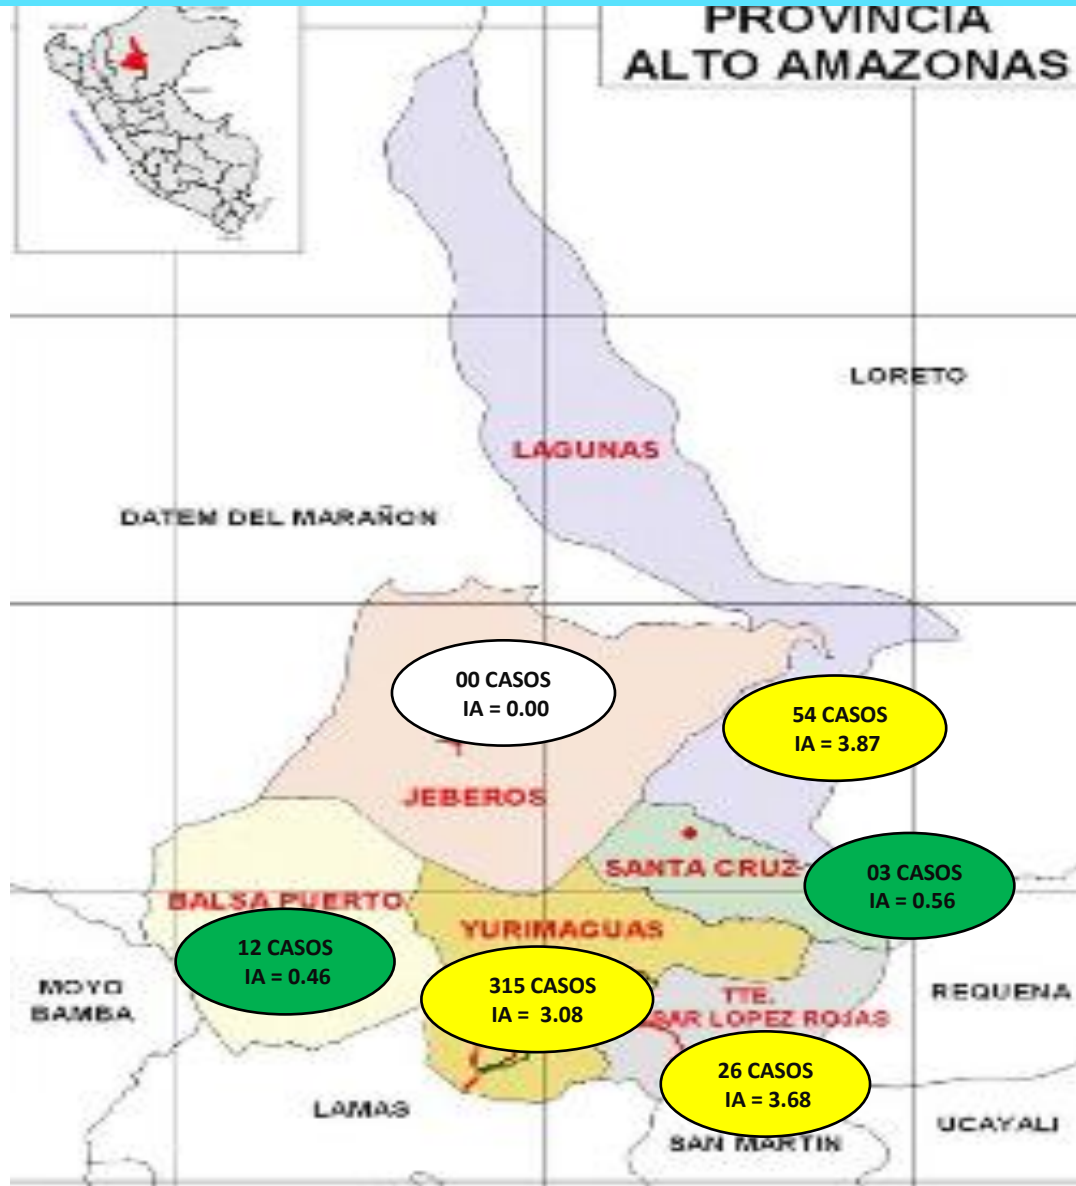 PROVINCIA
ALTO AMAZONAS
LORETO
LAGUNAS
DATEM DEL MARAÑON
00 CASOS
IA = 0.00
54 CASOS
IA = 3.87
JEBEROS
SANTA CRUZ
03 CASOS
IA = 0.56
BALSA PUERTO
YURIMAGUAS
12 CASOS
IA = 0.46
315 CASOS
IA = 3.08
MOYO
BAMBA
TTE.
SAR LOPEZ ROJAS
REQUENA
26 CASOS
IA = 3.68
LAMAS
SAN MARTIN
UCAYALI